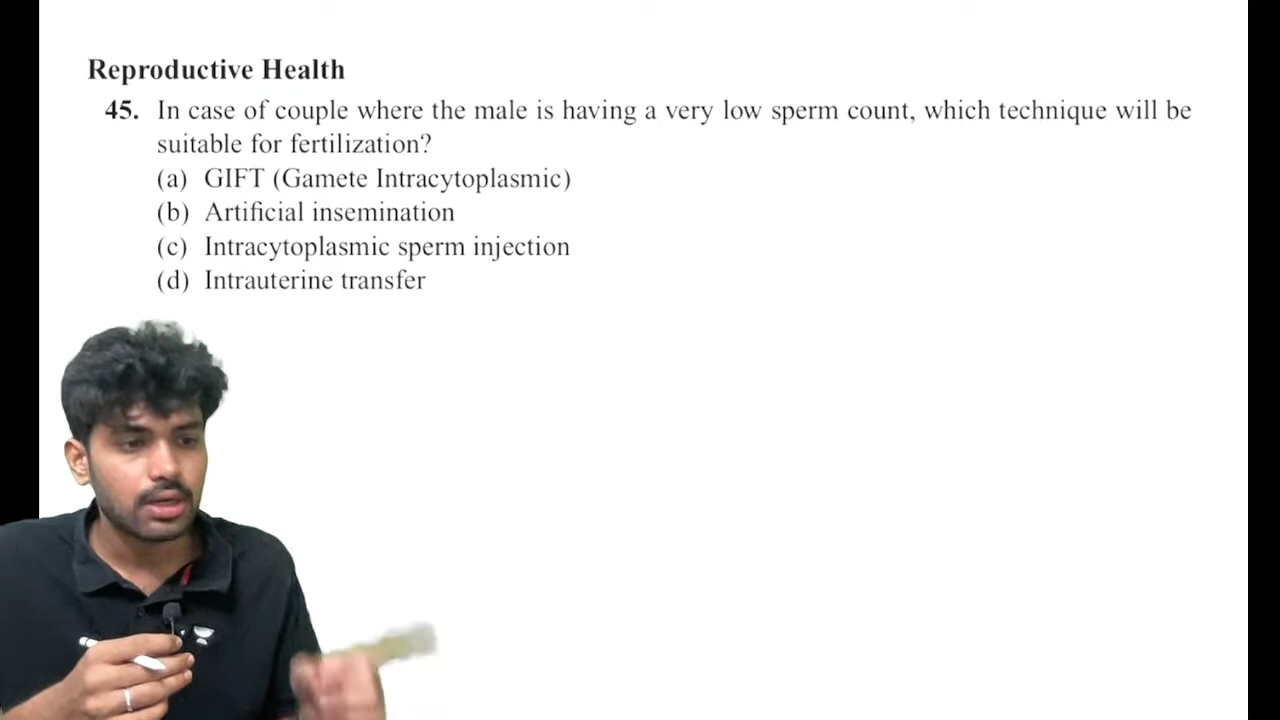 Reproductive Health
45. In case of couple where the male is having a very low sperm count, which technique will be
suitable for fertilization?
(a) GIFT (Gamete Intracytoplasmic)
(b) Artificial insemination
(c) Intracytoplasmic sperm injection
(d) Intrauterine transfer